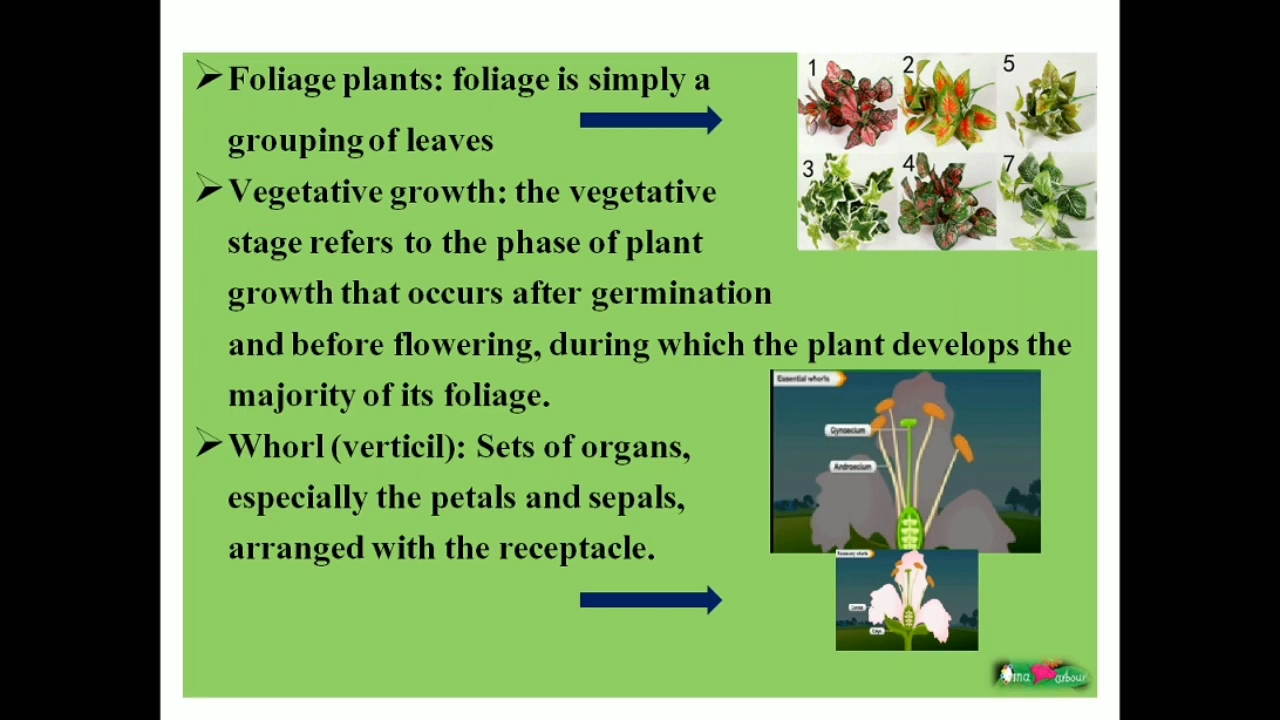 ➢ Foliage plants: foliage is simply a
grouping of leaves
➢ Vegetative growth: the vegetative
stage refers to the phase of plant
growth that occurs after germination
and before flowering, during which the plant develops the
majority of its foliage.
➢ Whorl (verticil): Sets of organs,
especially the petals and sepals,
arranged with the receptacle.
1 2 5
3 4 7
Essential whorls
Gynoecium
Androecium
Accessory whorls
Calyx